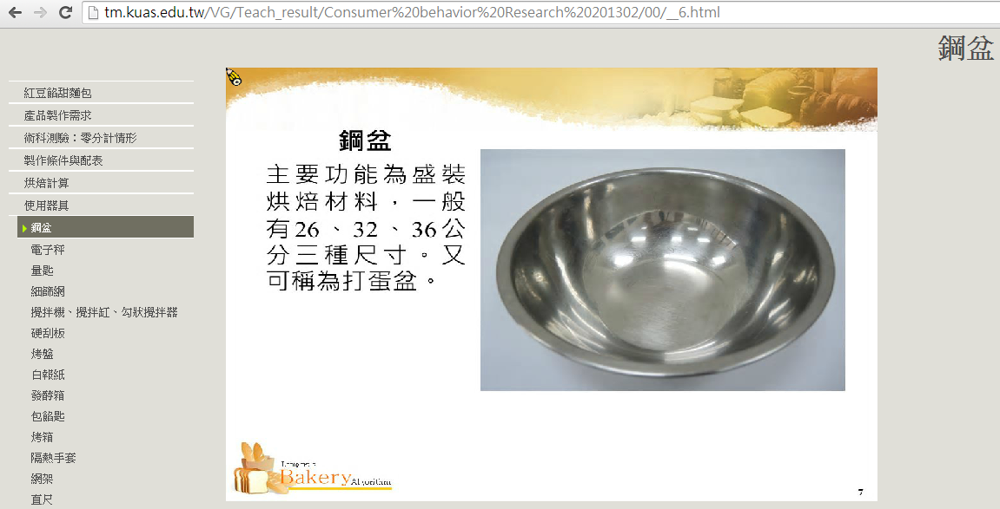 tm.kuas.edu.tw/VG/Teach_result/Consumer%20behavior%20Research%20201302/00/__6.html
鋼盆
紅豆餡甜麵包
產品製作需求
術科測驗：零分計情形
製作條件與配表
烘焙計算
使用器具
鋼盆
電子秤
量匙
細篩網
攪拌機、攪拌缸、勾狀攪拌器
硬刮板
烤盤
白報紙
發酵箱
包餡匙
烤箱
隔熱手套
網架
直尺
鋼盆
主要功能為盛裝
烘焙材料，一般
有26、32、36公
分三種尺寸。又
可稱為打蛋盆。
Bakery Algorithm
7